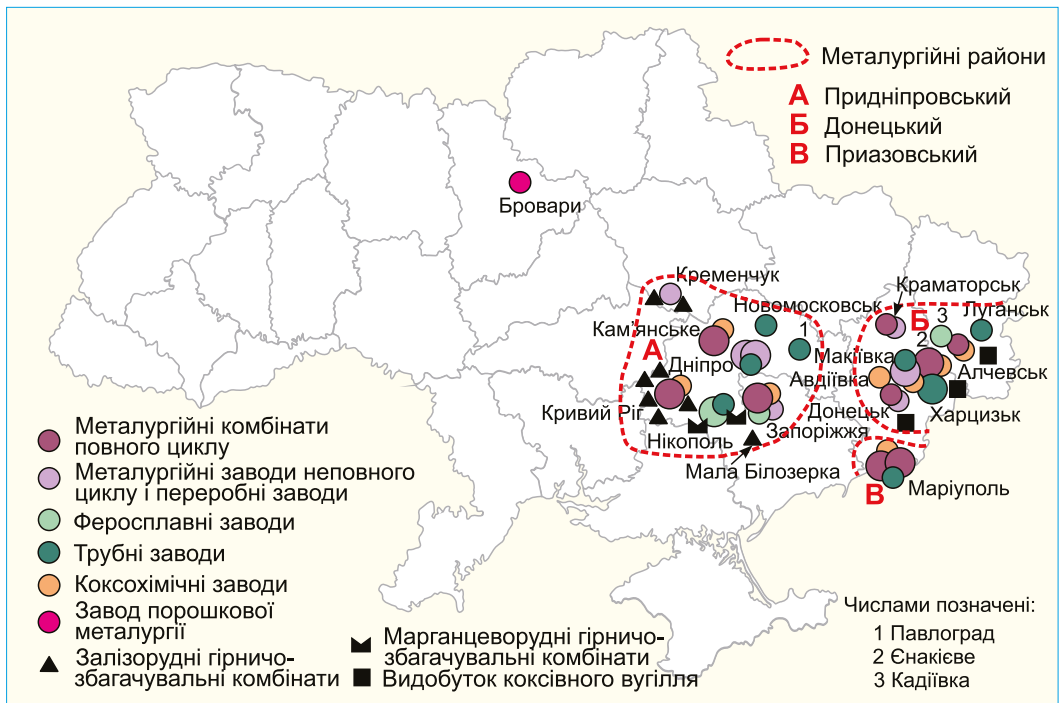 Металургійні райони
А Придніпровський
Б Донецький
В Приазовський
Бровари
Кременчук
Новомосковськ
Краматорськ
Б
3
Луганськ
Кам’янське
1
2
А
Дніпро
Макіївка
Авдіївка
Алчевськ
Кривий Ріг
Донецьк
Харцизьк
Нікополь
Запоріжжя
Мала Білозерка
В
Маріуполь
Металургійні комбінати
повного циклу
Металургійні заводи неповного
циклу і переробні заводи
Феросплавні заводи
Трубні заводи
Коксохімічні заводи
Завод порошкової
металургії
Залізорудні гірничо-
збагачувальні комбінати
Марганцеворудні гірничо-
збагачувальні комбінати
Видобуток коксівного вугілля
Числами позначені:
1 Павлоград
2 Єнакієве
3 Кадіївка